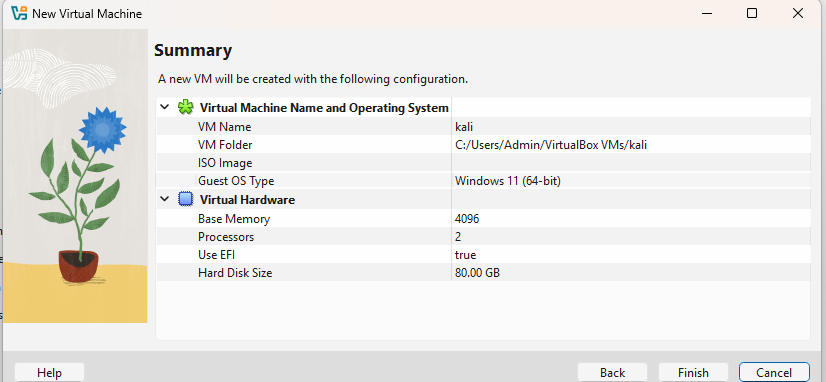 New Virtual Machine
Summary
A new VM will be created with the following configuration.
Virtual Machine Name and Operating System
VM Name kali
VM Folder C:/Users/Admin/VirtualBox VMs/kali
ISO Image
Guest OS Type Windows 11 (64-bit)
Virtual Hardware
Base Memory 4096
Processors 2
Use EFI true
Hard Disk Size 80.00 GB
Help Back Finish Cancel